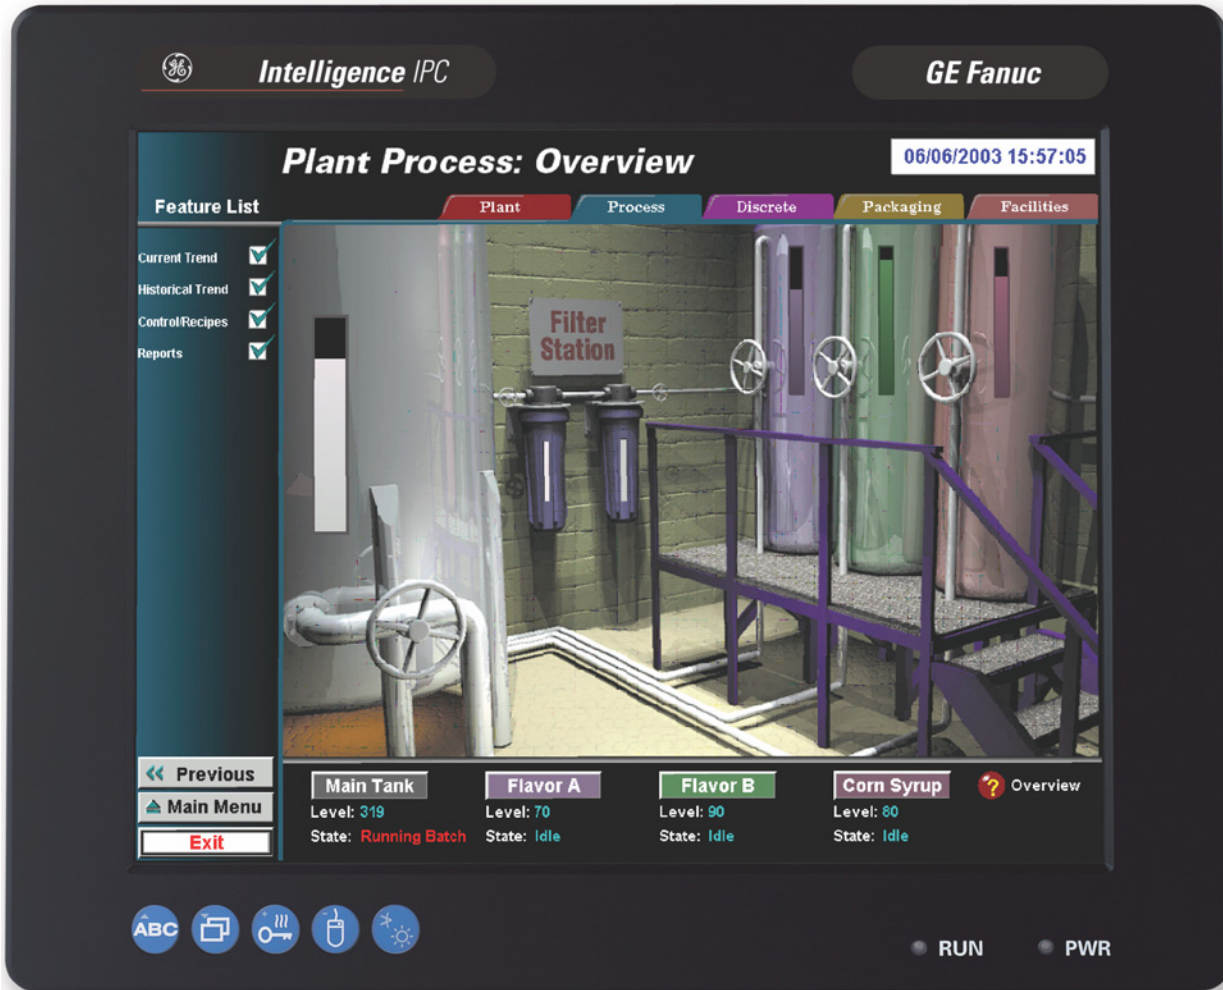 Intelligence IPC
GE Fanuc
Plant Process: Overview
06/06/2003 15:57:05
Feature List
Plant
Process
Discrete
Packaging
Facilities
Current Trend
Historical Trend
Control/Recipes
Reports
Filter
Station
Previous
Main Menu
Exit
Main Tank
Level: 319
State: Running Batch
Flavor A
Level: 70
State: Idle
Flavor B
Level: 90
State: Idle
Corn Syrup
Level: 80
State: Idle
? Overview
ABC
RUN
PWR